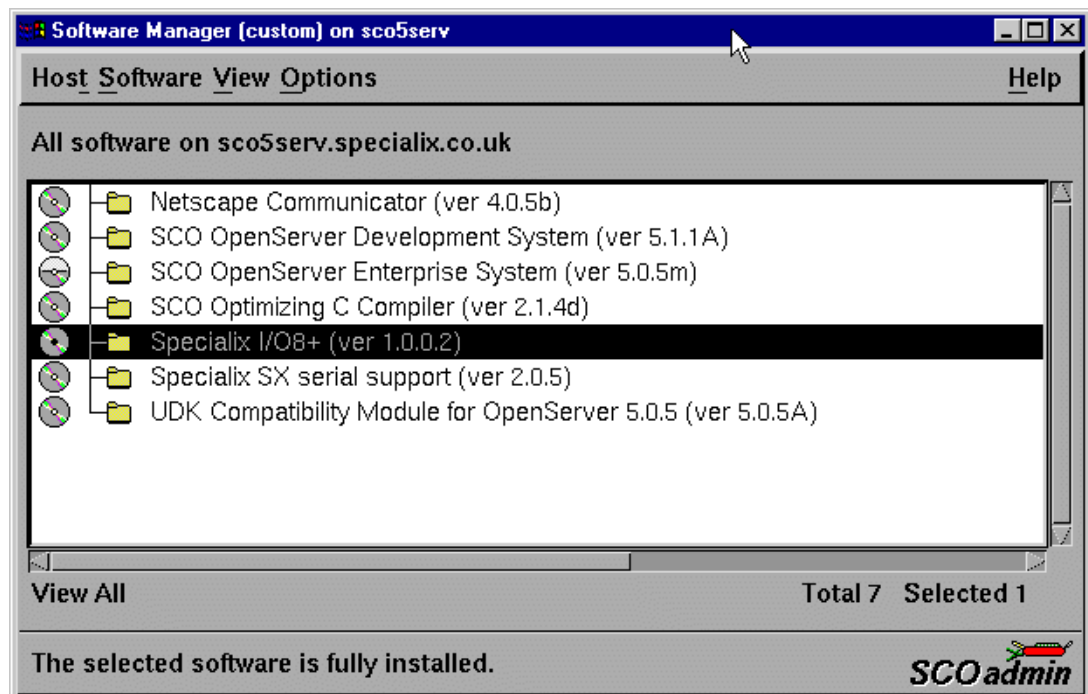 Software Manager (custom) on sco5serv
Host Software View Options Help
All software on sco5serv.specialix.co.uk
Netscape Communicator (ver 4.0.5b)
SCO OpenServer Development System (ver 5.1.1A)
SCO OpenServer Enterprise System (ver 5.0.5m)
SCO Optimizing C Compiler (ver 2.1.4d)
Specialix I/O8+ (ver 1.0.0.2)
Specialix SX serial support (ver 2.0.5)
UDK Compatibility Module for OpenServer 5.0.5 (ver 5.0.5A)
View All Total 7 Selected 1
The selected software is fully installed. SCOadmin